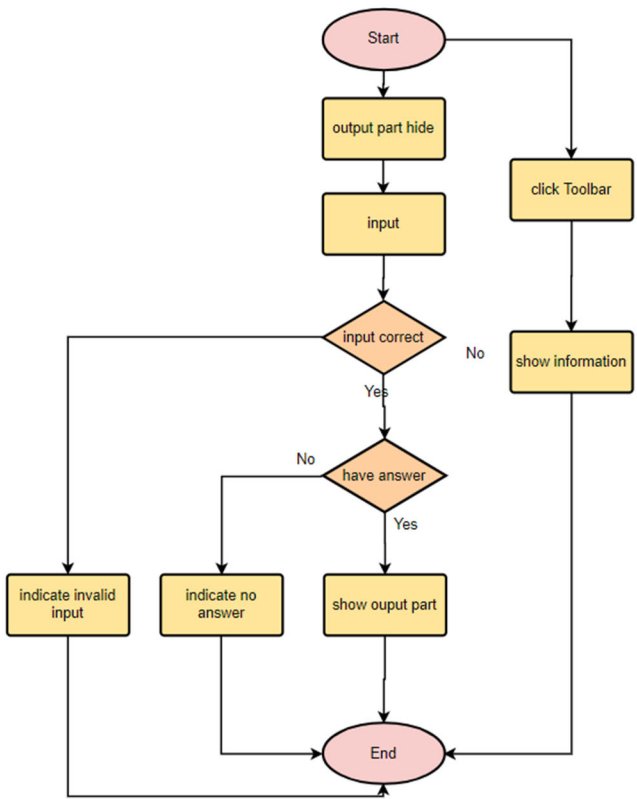 Start
output part hide
click Toolbar
input
input correct
No
show information
Yes
No
have answer
Yes
indicate invalid
input
indicate no
answer
show ouput part
End